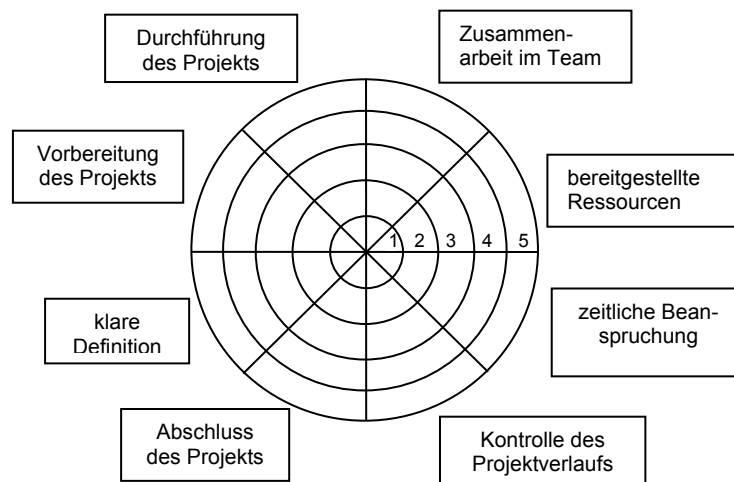 Durchführung
des Projekts
Zusammen-
arbeit im Team
Vorbereitung
des Projekts
bereitgestellte
Ressourcen
1 2 3 4 5
klare
Definition
zeitliche Bean-
spruchung
Abschluss
des Projekts
Kontrolle des
Projektverlaufs